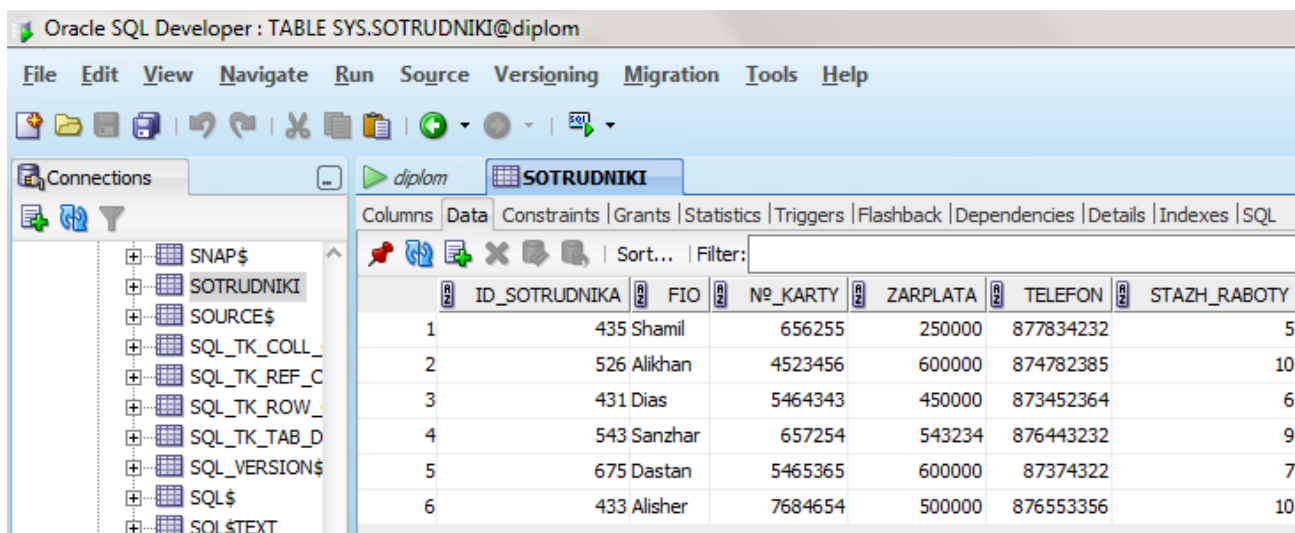 Oracle SQL Developer : TABLE SYS.SOTRUDNIKI@diplom
File Edit View Navigate Run Source Versioning Migration Tools Help
Connections
diplom SOTRUDNIKI
Columns Data Constraints |Grants |Statistics |Triggers |Flashback |Dependencies |Details |Indexes |SQL
Sort... Filter:
SNAP$
SOTRUDNIKI
SOURCE$
SQL_TK_COLL_
SQL_TK_REF_C
SQL_TK_ROW_
SQL_TK_TAB_D
SQL_VERSION$
SQL$
SQL$TEXT
ID_SOTRUDNIKA FIO №_KARTY ZARPLATA TELEFON STAZH_RABOTY
1 435 Shamil 656255 250000 877834232 5
2 526 Alikhan 4523456 600000 874782385 10
3 431 Dias 5464343 450000 873452364 6
4 543 Sanzhar 657254 543234 876443232 9
5 675 Dastan 5465365 600000 87374322 7
6 433 Alisher 7684654 500000 876553356 10